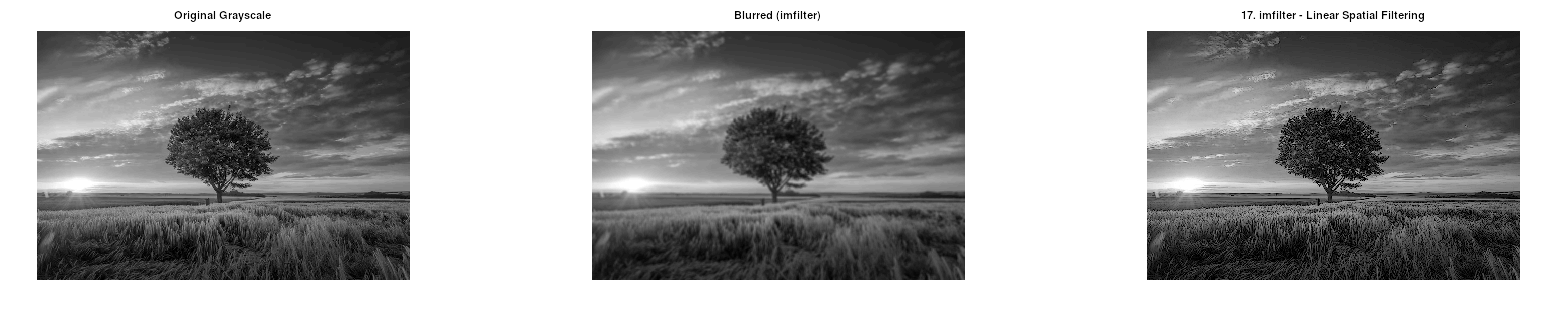 Original Grayscale
Blurred (imfilter)
17. imfilter - Linear Spatial Filtering